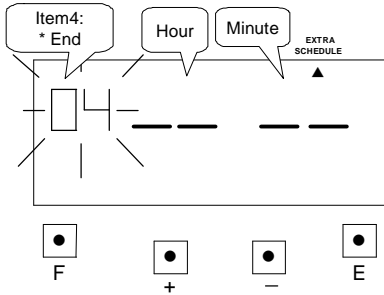 Item4:
* End
Hour
Minute
EXTRA
SCHEDULE
▲
04 -- --
F
+
−
E